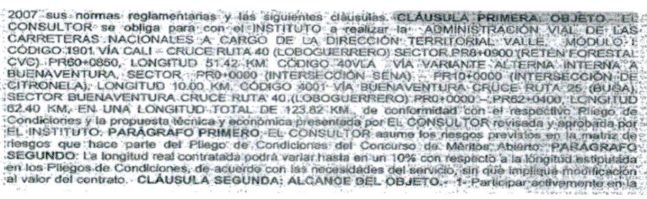 2007 sus normas reglamentarias y las siguientes cláusulas. CLÁUSULA PRIMERA. OBJETO. EL
CONSULTOR se obliga para con el INSTITUTO a realizar la: ADMINISTRACIÓN VIAL DE LAS
CARRETERAS NACIONALES A CARGO DE LA DIRECCIÓN TERRITORIAL VALLE, MÓDULO 1
CÓDIGO 1901 VÍA CALI – CRUCE RUTA 40 (LOBOGUERRERO) SECTOR PR8+0900 (RETEN FORESTAL
CVC) PR60+0850, LONGITUD 51.42 KM. CÓDIGO 40VLA VÍA VARIANTE ALTERNA INTERNA A
BUENAVENTURA, SECTOR PR0+0000 (INTERSECCIÓN SENA) - PR10+0000 (INTERSECCIÓN DE
CITRONELA), LONGITUD 10.00 KM. CÓDIGO 4001 VÍA BUENAVENTURA CRUCE RUTA 25 (BUGA),
SECTOR BUENAVENTURA CRUCE RUTA 40 (LOBOGUERRERO) PR0+0000 - PR62+0400, LONGITUD
62.40 KM, EN UNA LONGITUD TOTAL DE 123.82 KM., de conformidad con el respectivo Pliego de
Condiciones y la propuesta técnica y económica presentada por EL CONSULTOR revisada y aprobada por
EL INSTITUTO. PARÁGRAFO PRIMERO: EL CONSULTOR asume los riesgos previstos en la matriz de
riesgos que hace parte del Pliego de Condiciones del Concurso de Méritos Abierto. PARÁGRAFO
SEGUNDO: La longitud real contratada podrá variar hasta en un 10% con respecto a la longitud estipulada
en los Pliegos de Condiciones, de acuerdo con las necesidades del servicio, sin que implique modificación
al valor del contrato. CLÁUSULA SEGUNDA: ALCANCE DEL OBJETO.- 1- Participar activamente en la